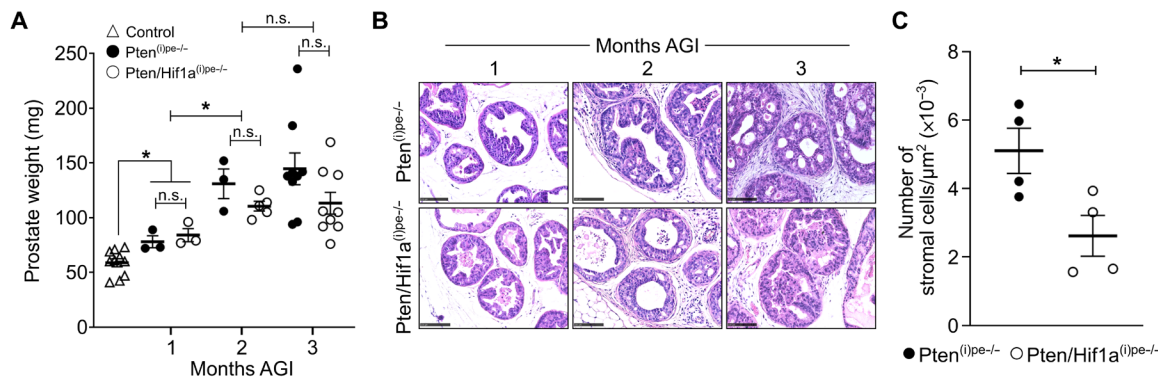 A
△ Control
● Pten(i)pe-/-
○ Pten/Hif1a(i)pe-/-
n.s.
n.s.
*
*
n.s.
n.s.
250
200
150
100
50
0
Prostate weight (mg)
1 2 3
Months AGI
B
Months AGI
1 2 3
Pten(i)pe-/-
Pten/Hif1a(i)pe-/-
C
*
8
6
4
2
0
Number of
stromal cells/μm² (×10⁻³)
● Pten(i)pe-/- ○ Pten/Hif1a(i)pe-/-